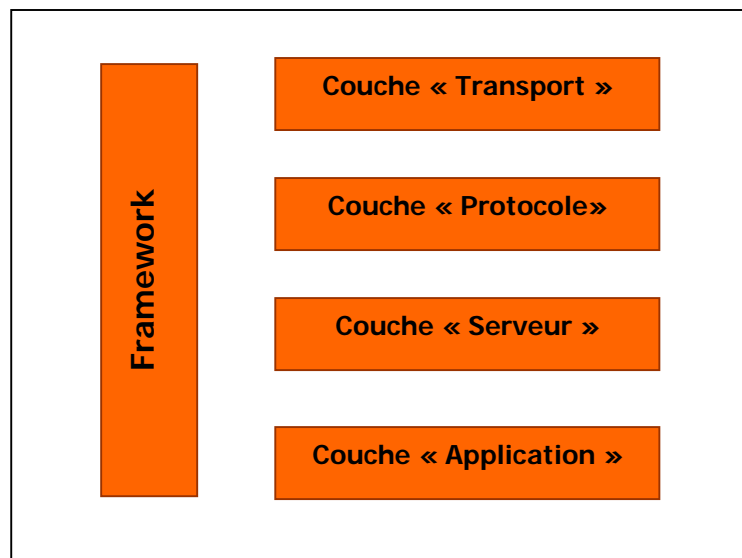 Framework
Couche « Transport »
Couche « Protocole»
Couche « Serveur »
Couche « Application »